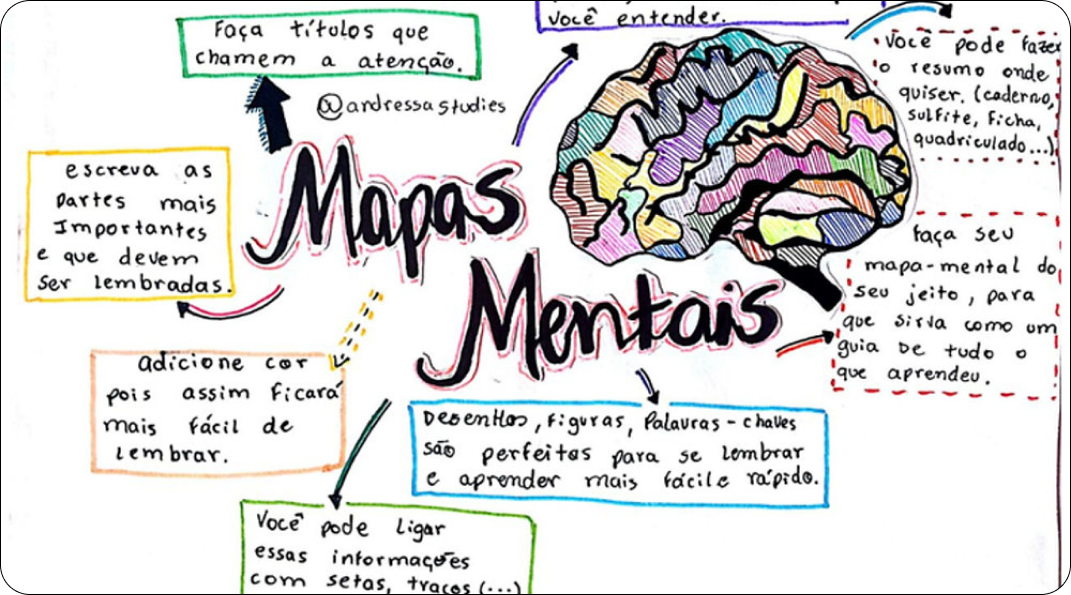 Faça títulos que
chamem a atenção.
você entender.
Você pode fazer
o resumo onde
quiser. (caderno,
sulfite, ficha,
quadriculado...)
@andressastudies
Mapas
Mentais
escreva as
partes mais
Importantes
e que devem
ser lembradas.
Faça seu
mapa-mental do
seu jeito, para
que sirva como um
guia de tudo o
que aprendeu.
adicione cor
pois assim ficará
mais fácil de
lembrar.
Desenhos, figuras, Palavras-chaves
são perfeitos para se lembrar
e aprender mais fácil e rápido.
Você pode ligar
essas informações
com setas, traços (...)